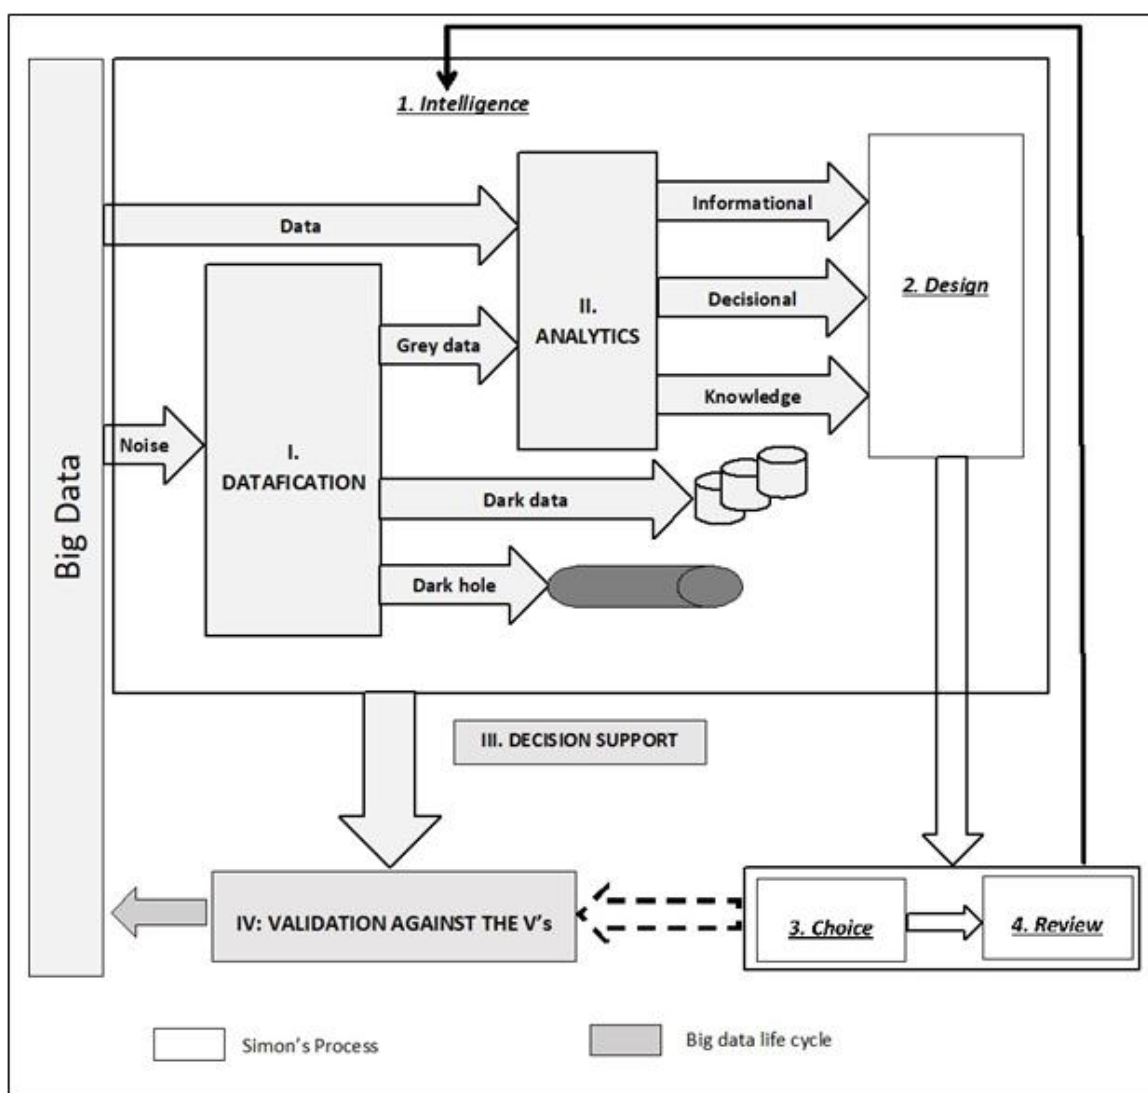 1. Intelligence
Big Data
Data
Noise
I.
DATAFICATION
Grey data
Dark data
Dark hole
II.
ANALYTICS
Informational
Decisional
Knowledge
2. Design
III. DECISION SUPPORT
IV: VALIDATION AGAINST THE V's
3. Choice
4. Review
Simon's Process
Big data life cycle